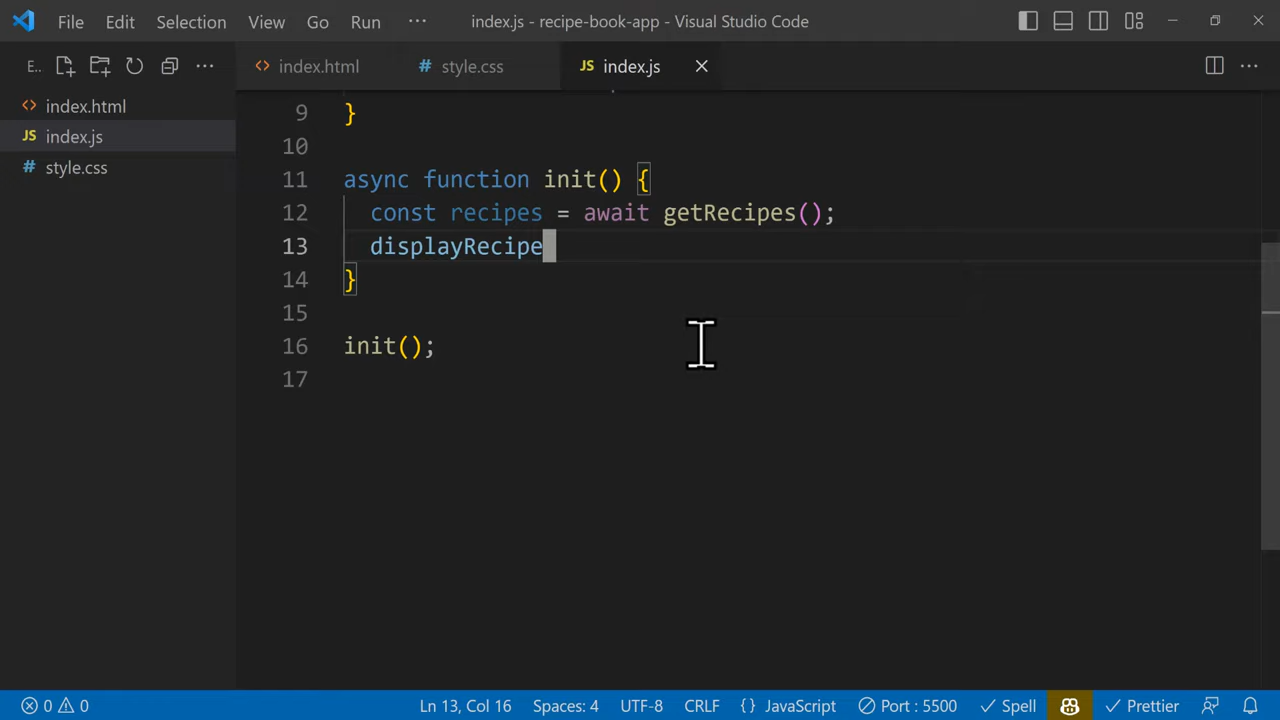 File Edit Selection View Go Run ··· index.js - recipe-book-app - Visual Studio Code
E.. ···
index.html
JS index.js
style.css
index.html # style.css JS index.js
9 }
10
11 async function init() {
12 const recipes = await getRecipes();
13 displayRecipe
14 }
15
16 init();
17
0 0 Ln 13, Col 16 Spaces: 4 UTF-8 CRLF {} JavaScript Port : 5500 Spell Prettier